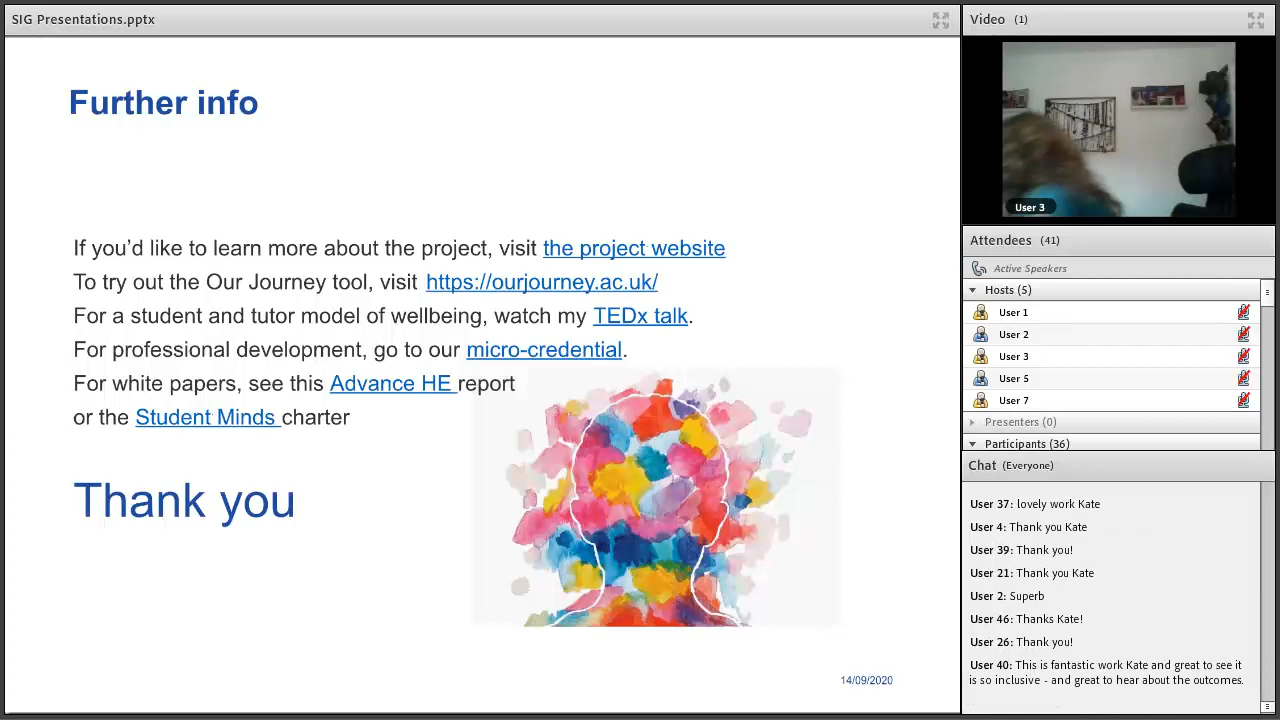 SIG Presentations.pptx
Further info
If you’d like to learn more about the project, visit the project website
To try out the Our Journey tool, visit https://ourjourney.ac.uk/
For a student and tutor model of wellbeing, watch my TEDx talk.
For professional development, go to our micro-credential.
For white papers, see this Advance HE report
or the Student Minds charter
Thank you
14/09/2020
Video (1)
User 3
Attendees (41)
Active Speakers
Hosts (5)
User 1
User 2
User 3
User 5
User 7
Presenters (0)
Participants (36)
Chat (Everyone)
User 37: lovely work Kate
User 4: Thank you Kate
User 39: Thank you!
User 21: Thank you Kate
User 2: Superb
User 46: Thanks Kate!
User 26: Thank you!
User 40: This is fantastic work Kate and great to see it
is so inclusive - and great to hear about the outcomes.